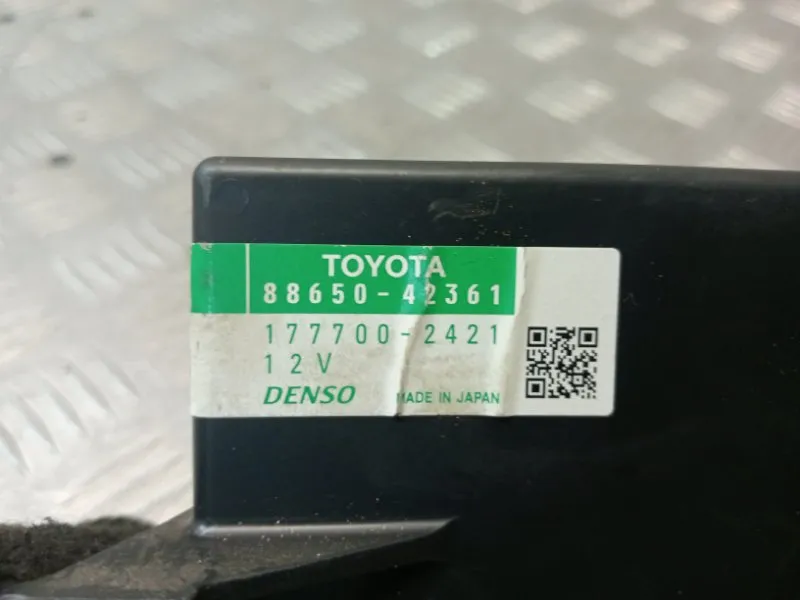 TOYOTA
88650-42361
177700-2421
12V
DENSO MADE IN JAPAN